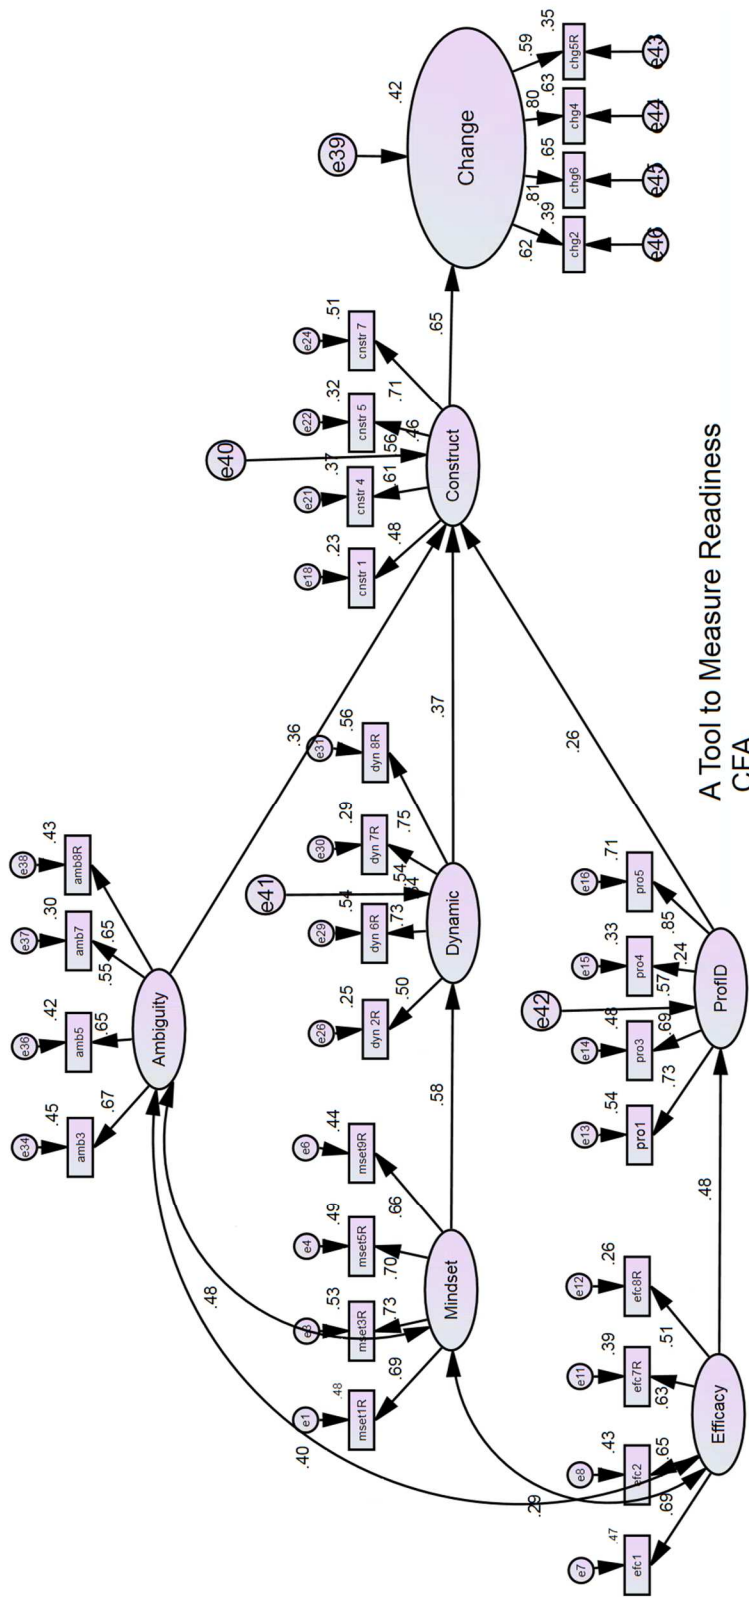 e39
.42
Change
.59
.35
chg5R
e43
.80
.63
chg4
e44
.81
.65
chg6
e45
.62
.39
chg2
e46
.65
e40
e24
.51
cnstr 7
.71
e22
.32
cnstr 5
.56
.46
e21
.37
cnstr 4
.61
e18
.23
cnstr 1
.48
Construct
.36
.37
.26
e38
.43
amb8R
.65
e37
.30
amb7
.55
e36
.42
amb5
.65
e34
.45
amb3
.67
Ambiguity
e41
e31
.56
dyn 8R
.75
e30
.29
dyn 7R
.54
.34
e29
.54
dyn 6R
.73
e26
.25
dyn 2R
.50
Dynamic
.58
e42
e16
.71
pro5
.85
e15
.33
pro4
.57
.24
e14
.48
pro3
.69
e13
.54
pro1
.73
ProfID
.48
e6
.44
mset9R
.66
e4
.49
mset5R
.70
e3
.53
mset3R
.73
e1
.48
mset1R
.69
Mindset
.48
.40
.29
e12
.26
efc8R
.51
e11
.39
efc7R
.63
e8
.43
efc2
.65
e7
.47
efc1
.69
Efficacy
A Tool to Measure Readiness
CFA